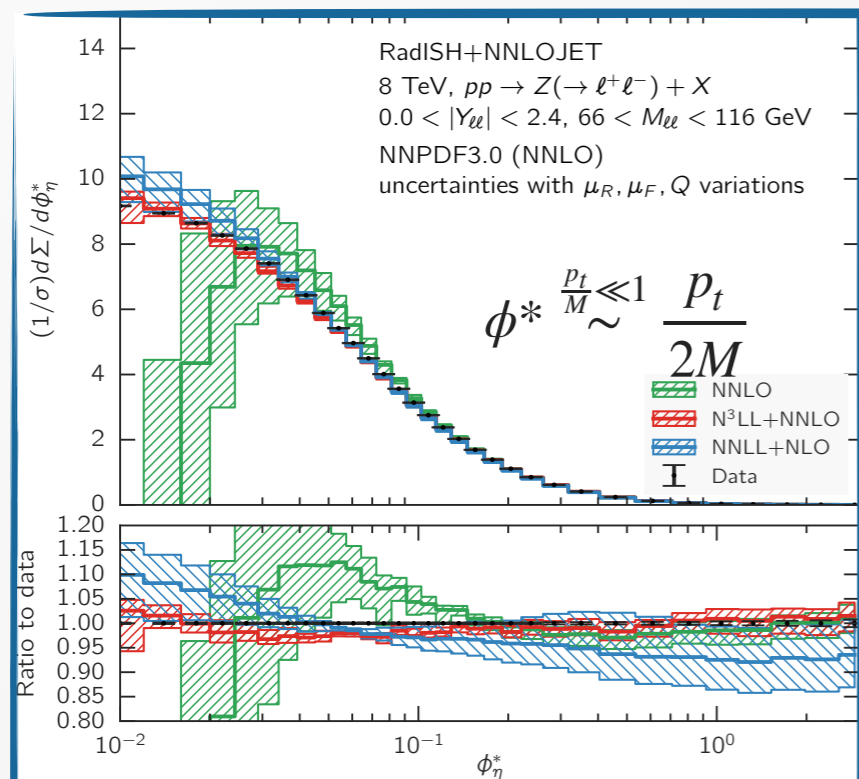 14
12
10
8
6
4
2
0
(1/σ)dΣ/dϕ*η
RadISH+NNLOJET
8 TeV, pp → Z(→ ℓ⁺ℓ⁻) + X
0.0 < |Yℓℓ| < 2.4, 66 < Mℓℓ < 116 GeV
NNPDF3.0 (NNLO)
uncertainties with μR, μF, Q variations
ϕ* p_t/M≪1 ∼ p_t/2M
NNLO
N³LL+NNLO
NNLL+NLO
Data
1.20
1.15
1.10
1.05
1.00
0.95
0.90
0.85
0.80
Ratio to data
10⁻² 10⁻¹ 10⁰
ϕ*η